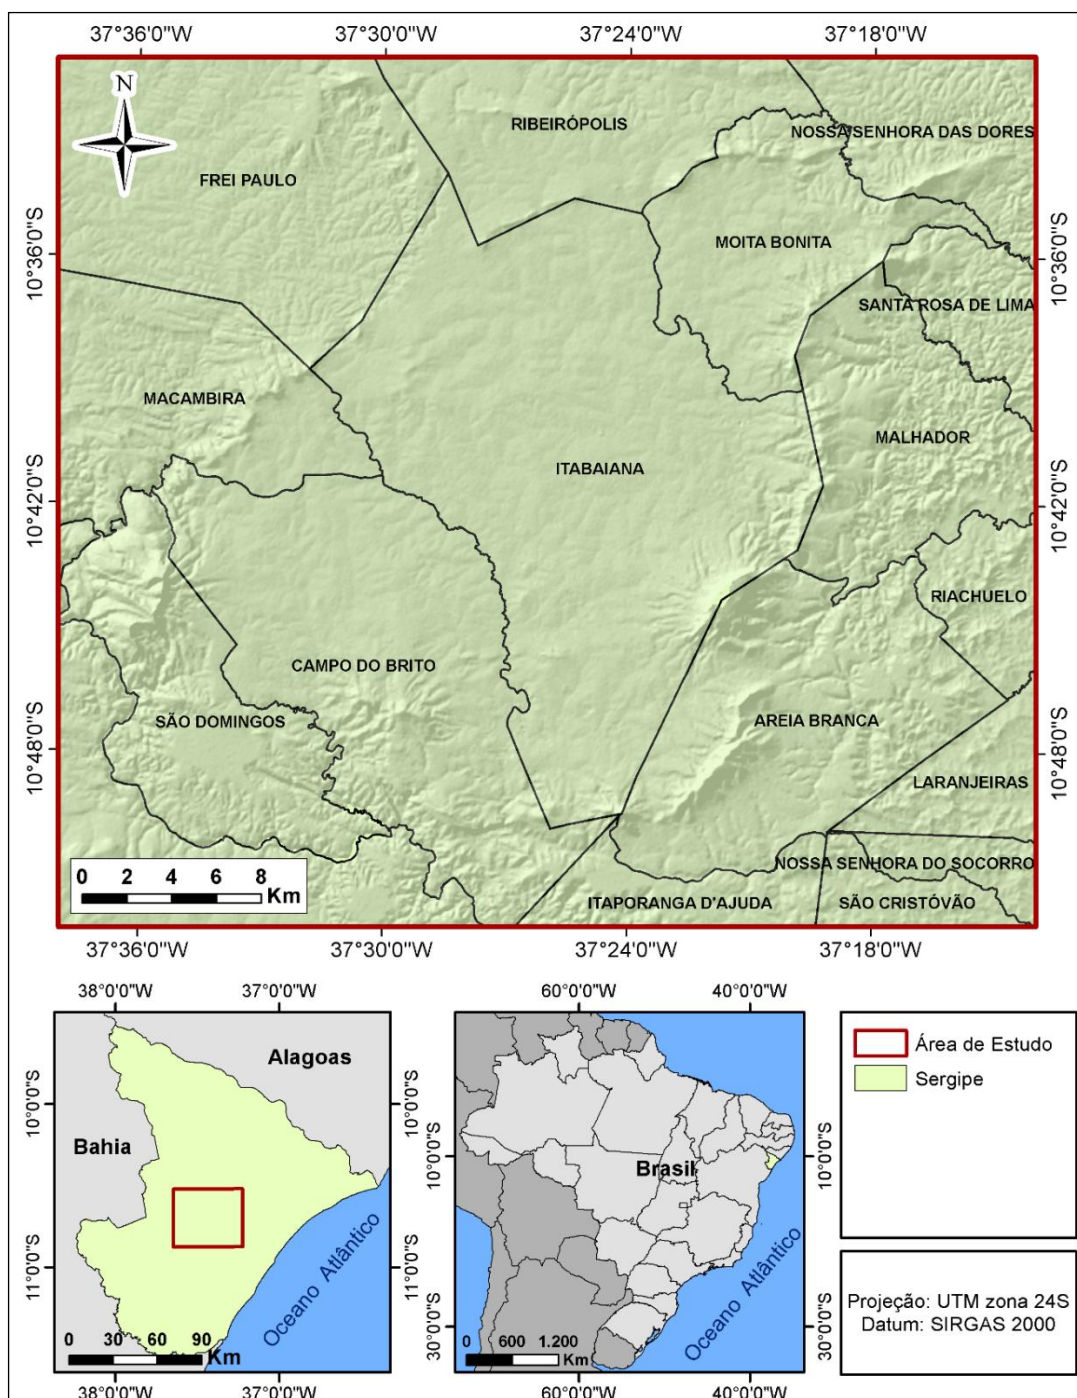 37°36'0"W 37°30'0"W 37°24'0"W 37°18'0"W
N
RIBEIRÓPOLIS
NOSSA SENHORA DAS DORES
FREI PAULO
10°36'0"S
MOITA BONITA
10°36'0"S
SANTA ROSA DE LIMA
MACAMBIRA
MALHADOR
ITABAIANA
10°42'0"S
10°42'0"S
RIACHUELO
CAMPO DO BRITO
SÃO DOMINGOS
AREIA BRANCA
10°48'0"S
10°48'0"S
LARANJEIRAS
NOSSA SENHORA DO SOCORRO
0 2 4 6 8
Km
ITAPORANGA D'AJUDA
SÃO CRISTÓVÃO
37°36'0"W 37°30'0"W 37°24'0"W 37°18'0"W
38°0'0"W 37°0'0"W
Alagoas
10°0'0"S
Bahia
11°0'0"S
Oceano Atlântico
0 30 60 90
Km
38°0'0"W 37°0'0"W
60°0'0"W 40°0'0"W
10°0'0"S
10°0'0"S
Brasil
Oceano Atlântico
30°0'0"S
30°0'0"S
0 600 1.200
Km
60°0'0"W 40°0'0"W
Área de Estudo
Sergipe
Projeção: UTM zona 24S
Datum: SIRGAS 2000